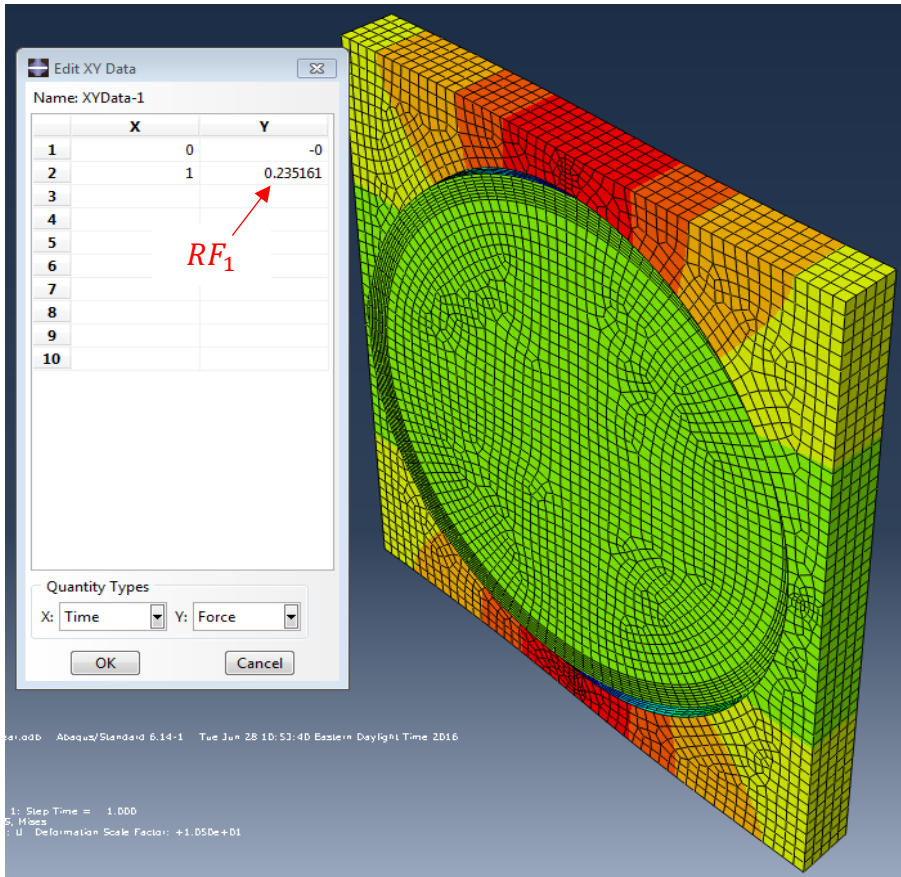 Edit XY Data
Name: XYData-1
X Y
1 0 -0
2 1 0.235161
3
4
5
6
7
8
9
10
RF1
Quantity Types
X: Time Y: Force
OK Cancel
.odb Abaqus/Standard 6.14-1 Tue Jun 28 10:53:40 Eastern Daylight Time 2016
1: Step Time = 1.000
S, Mises
: U Deformation Scale Factor: +1.050e+01